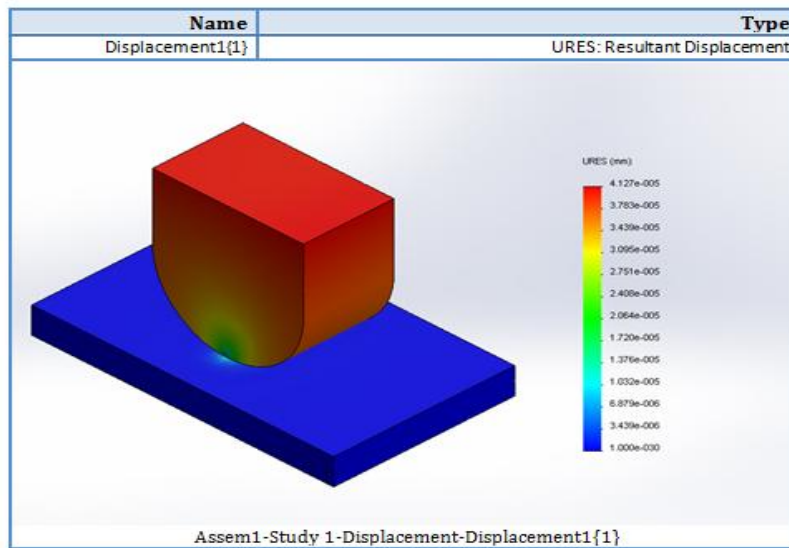 Name Type
Displacement1{1} URES: Resultant Displacement
URES (mm)
4.127e-005
3.783e-005
3.439e-005
3.095e-005
2.751e-005
2.408e-005
2.064e-005
1.720e-005
1.376e-005
1.032e-005
6.879e-006
3.439e-006
1.000e-030
Assem1-Study 1-Displacement-Displacement1{1}